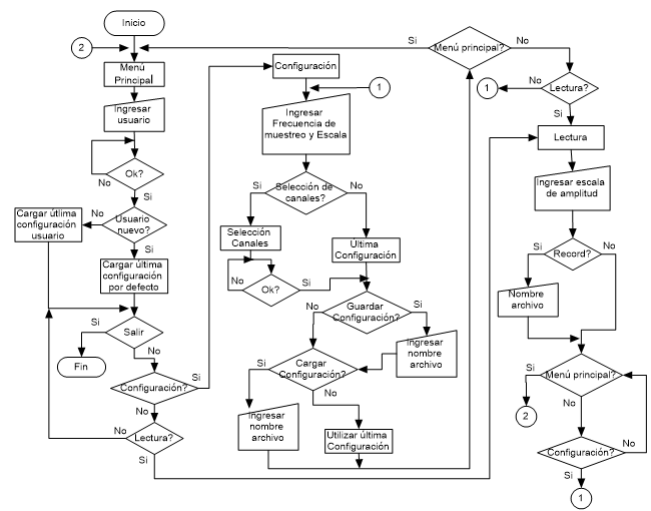 Inicio
2
Menú
Principal
Ingresar
usuario
Ok?
No
Si
Usuario
nuevo?
No
Si
Cargar útlima
configuración
usuario
Cargar última
configuración
por defecto
Salir
Si
No
Fin
Configuración?
Si
No
Lectura?
No
Si
Configuración
1
Ingresar
Frecuencia de
muestreo y Escala
Selección de
canales?
Si
No
Selección
Canales
Última
Configuración
Ok?
No
Si
Guardar
Configuración?
No
Si
Ingresar
nombre
archivo
Cargar
Configuración?
Si
No
Ingresar
nombre
archivo
Utilizar última
Configuración
Menú principal?
Si
No
Lectura?
No
1
Si
Lectura
Ingresar escala
de amplitud
Record?
Si
No
Nombre
archivo
Menú principal?
Si
2
No
Configuración?
No
Si
1